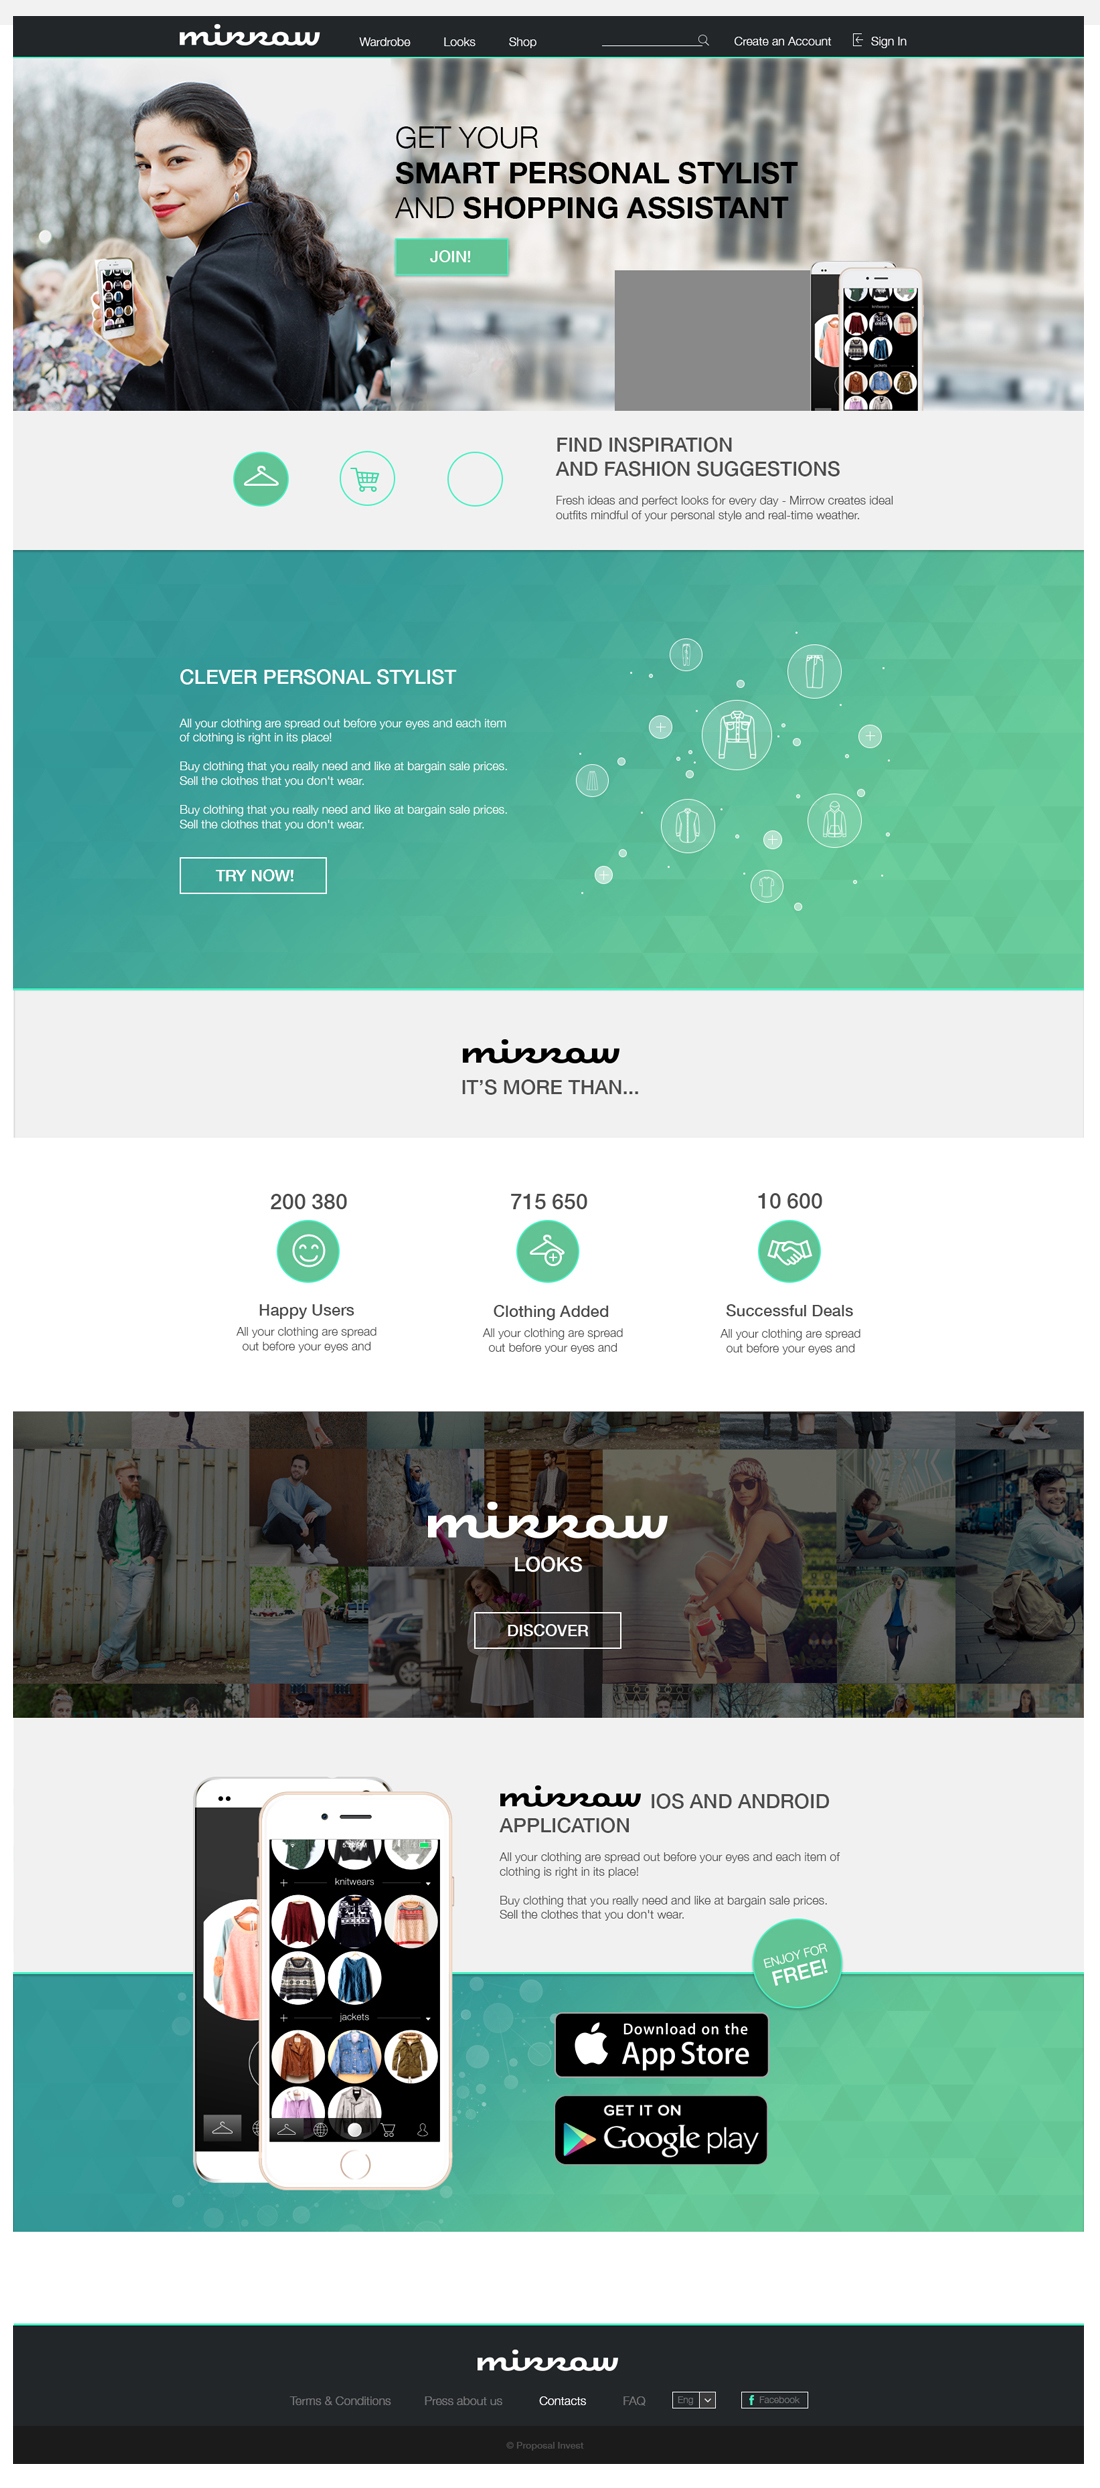 mirrow
Wardrobe
Looks
Shop
Create an Account
Sign In
GET YOUR
SMART PERSONAL STYLIST
AND SHOPPING ASSISTANT
JOIN!
knitwears
jackets
FIND INSPIRATION
AND FASHION SUGGESTIONS
Fresh ideas and perfect looks for every day - Mirrow creates ideal
outfits mindful of your personal style and real-time weather.
CLEVER PERSONAL STYLIST
All your clothing are spread out before your eyes and each item
of clothing is right in its place!
Buy clothing that you really need and like at bargain sale prices.
Sell the clothes that you don't wear.
Buy clothing that you really need and like at bargain sale prices.
Sell the clothes that you don't wear.
TRY NOW!
mirrow
IT'S MORE THAN...
200 380
715 650
10 600
Happy Users
Clothing Added
Successful Deals
All your clothing are spread
out before your eyes and
All your clothing are spread
out before your eyes and
All your clothing are spread
out before your eyes and
mirrow
LOOKS
DISCOVER
mirrow IOS AND ANDROID
APPLICATION
All your clothing are spread out before your eyes and each item of
clothing is right in its place!
Buy clothing that you really need and like at bargain sale prices.
Sell the clothes that you don't wear.
knitwears
jackets
ENJOY FOR
FREE!
Download on the
App Store
GET IT ON
Google play
mirrow
Terms & Conditions
Press about us
Contacts
FAQ
Eng
Facebook
© Proposal Invest